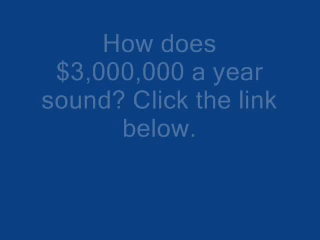 How does
$3,000,000 a year
sound? Click the link
below.